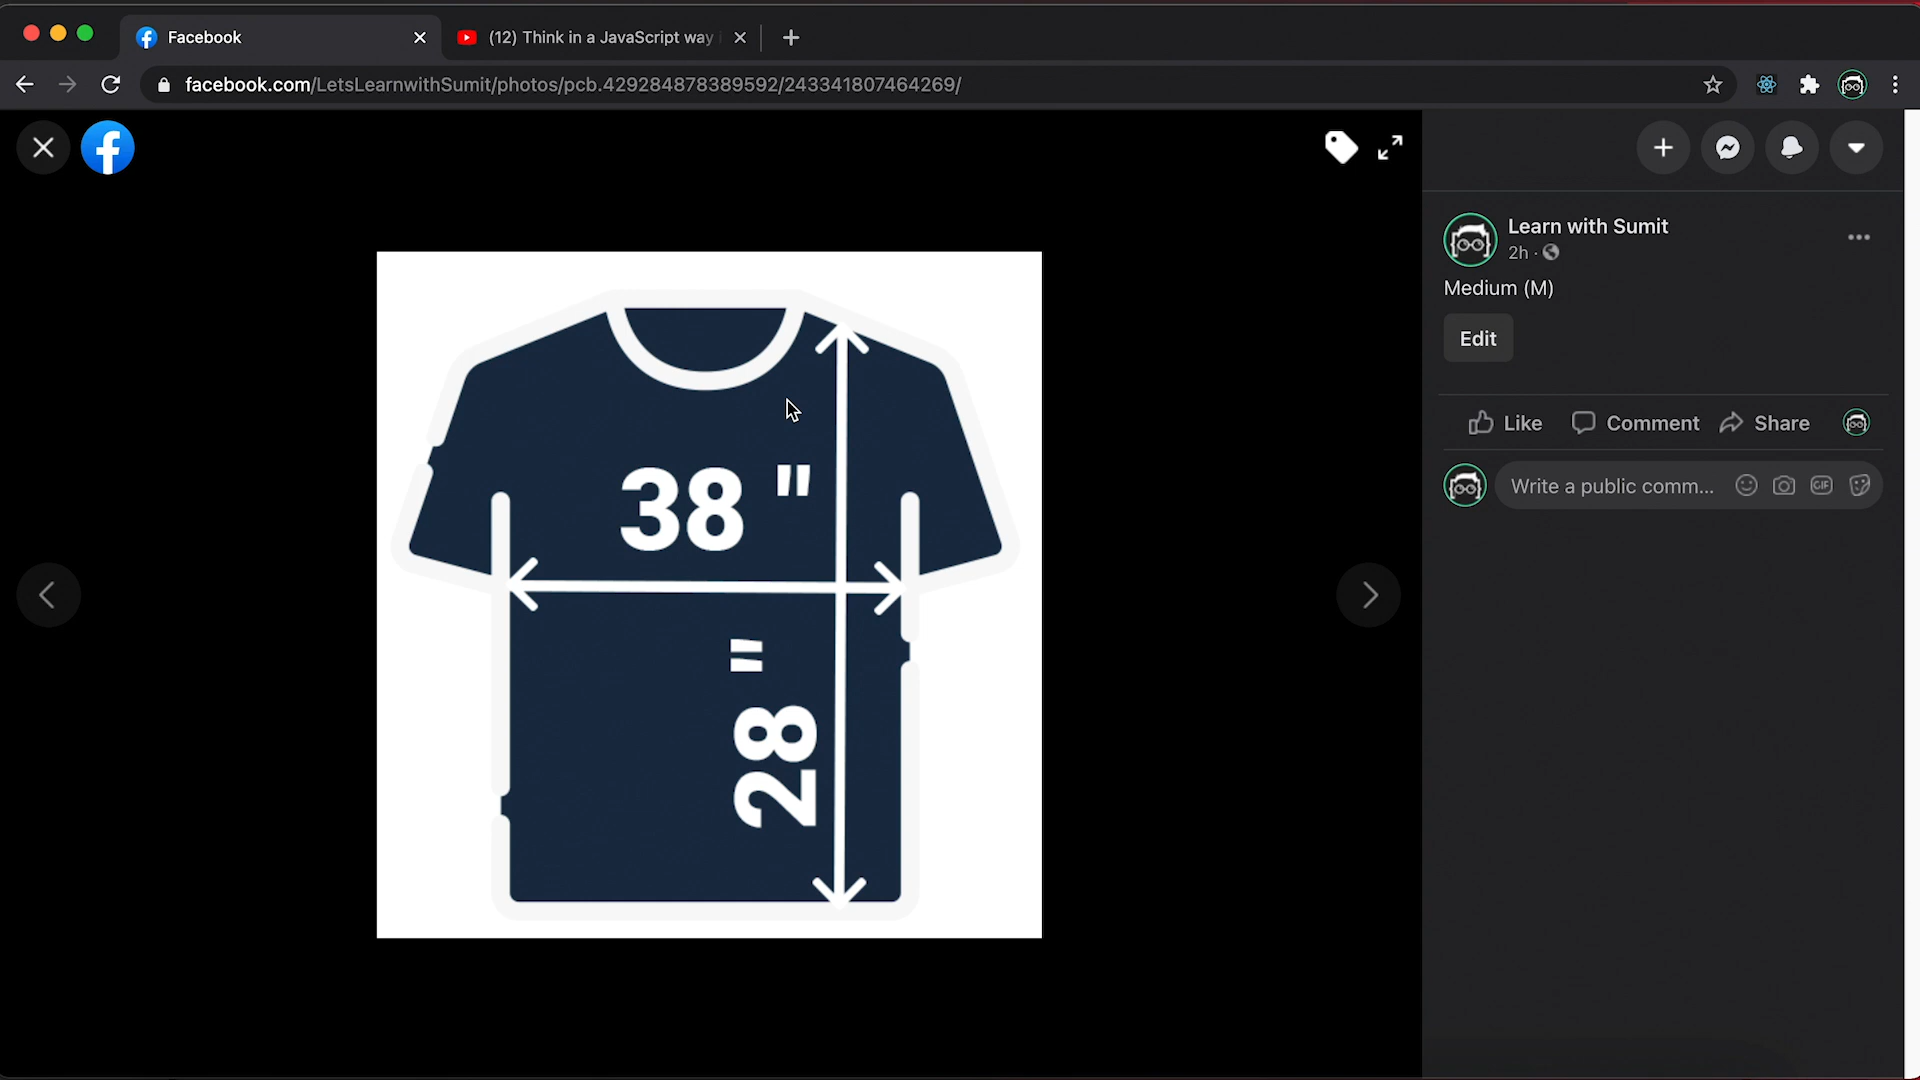 Facebook
(12) Think in a JavaScript way
facebook.com/LetsLearnwithSumit/photos/pcb.429284878389592/243341807464269/
Learn with Sumit
2h ·
Medium (M)
Edit
Like
Comment
Share
Write a public comm...
GIF
38 "
28 "